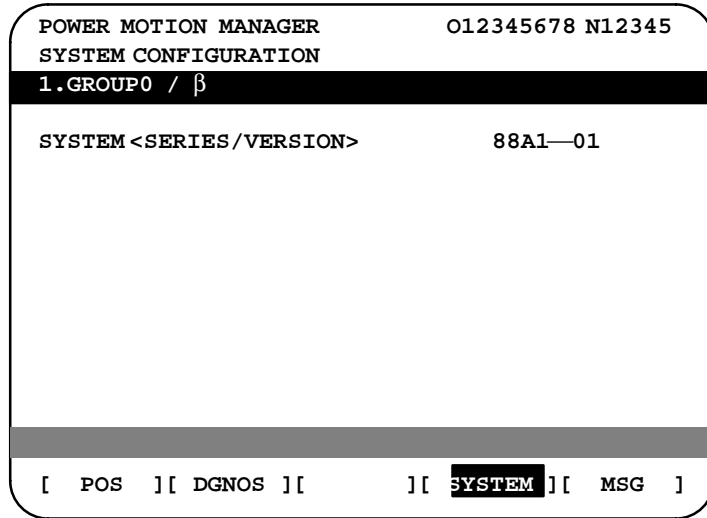 POWER MOTION MANAGER O12345678 N12345
SYSTEM CONFIGURATION
1.GROUP0 / β
SYSTEM <SERIES/VERSION> 88A1—01
[ POS ][ DGNOS ][ ][ SYSTEM ][ MSG ]